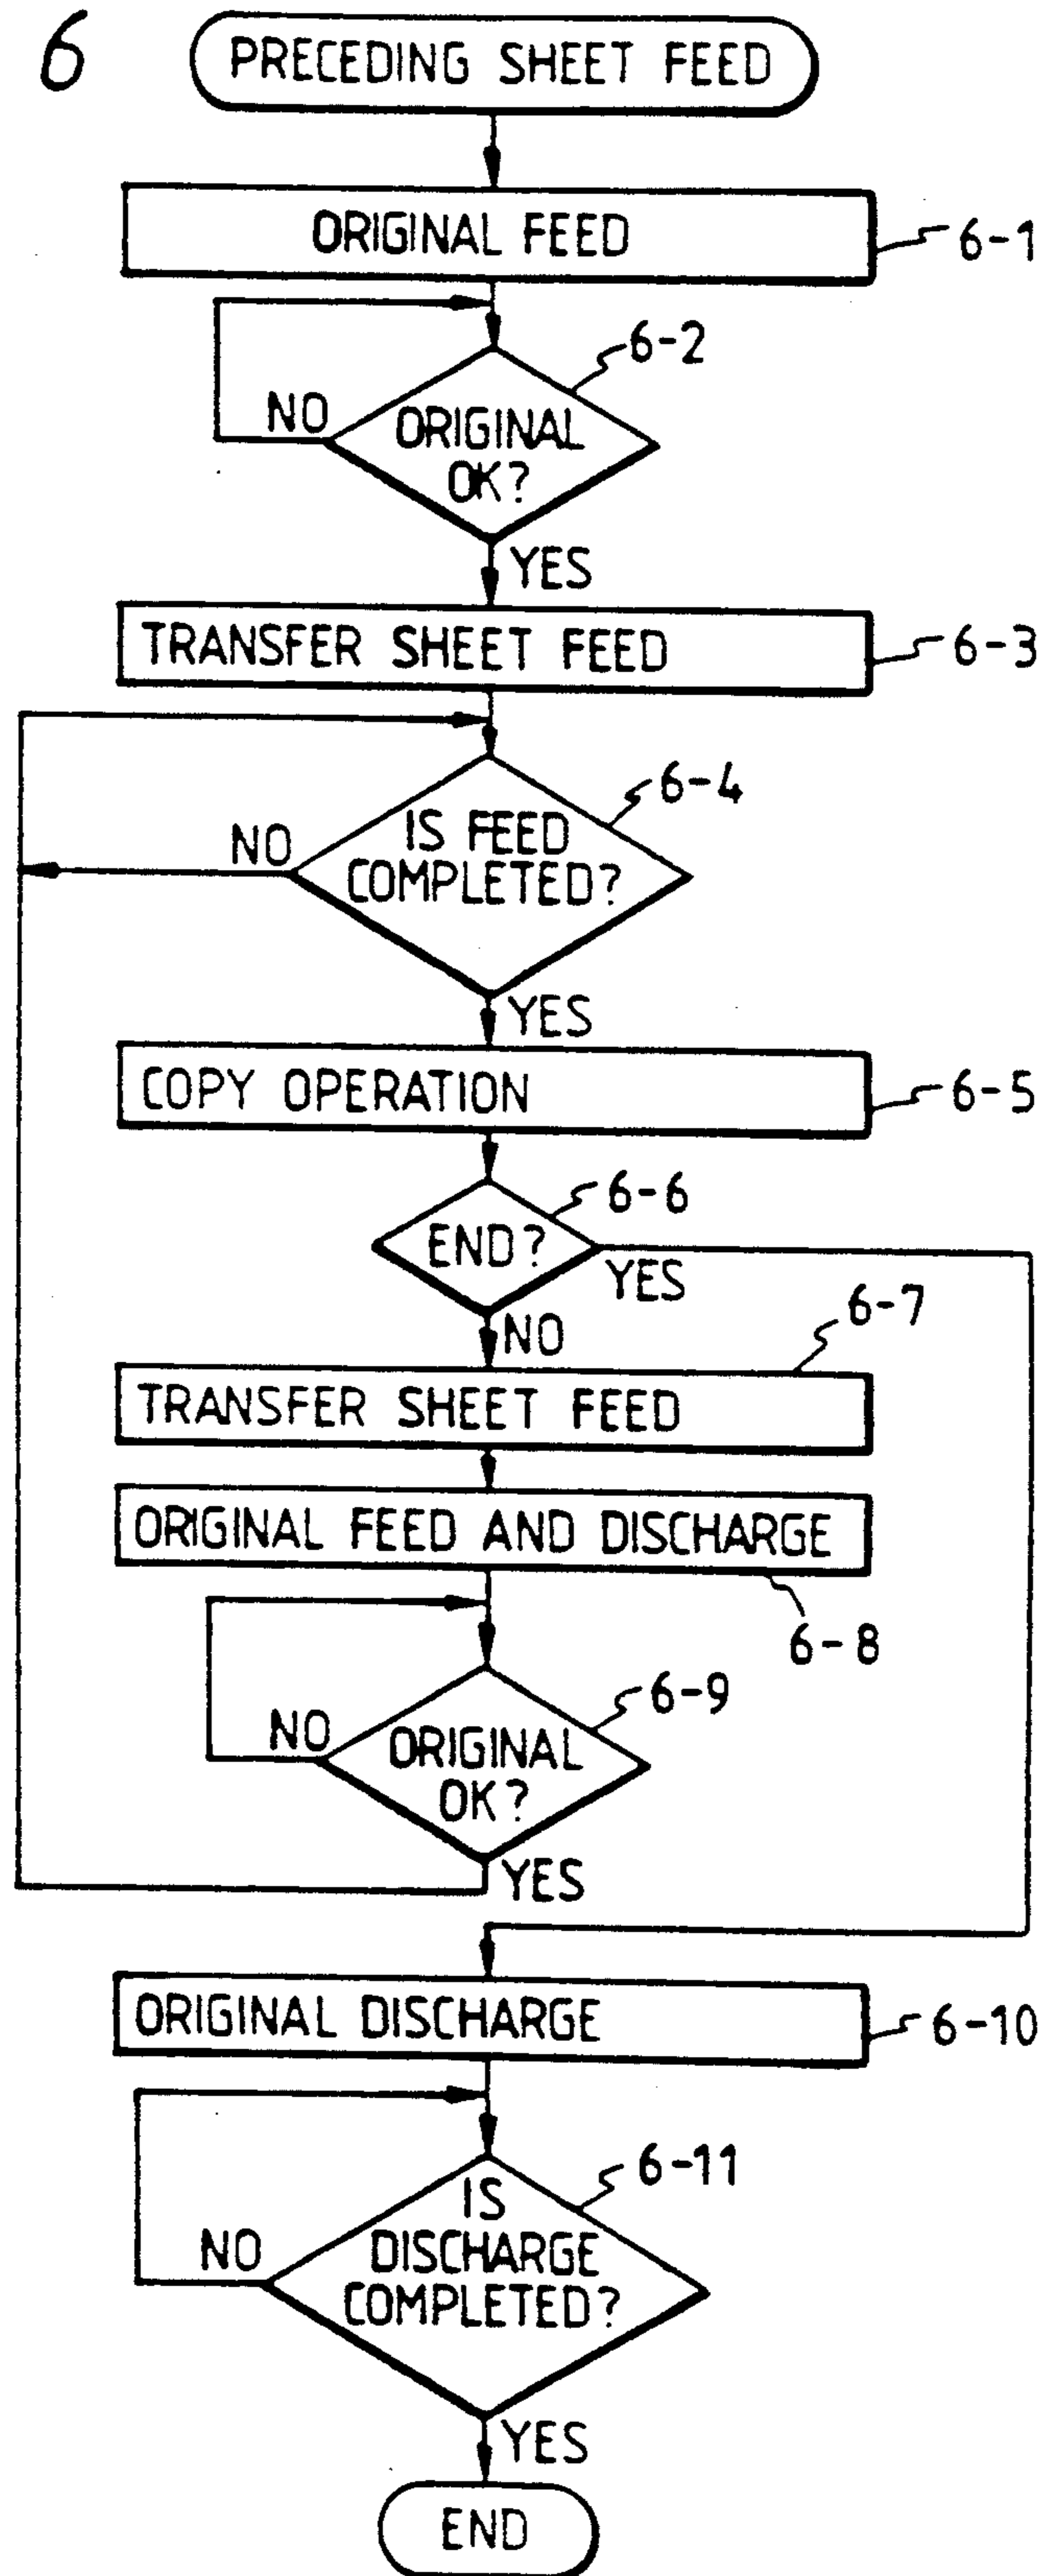 6
PRECEDING SHEET FEED
ORIGINAL FEED
6-1
6-2
NO
ORIGINAL
OK?
YES
TRANSFER SHEET FEED
6-3
6-4
NO
IS FEED
COMPLETED?
YES
COPY OPERATION
6-5
6-6
END?
YES
NO
6-7
TRANSFER SHEET FEED
ORIGINAL FEED AND DISCHARGE
6-8
6-9
NO
ORIGINAL
OK?
YES
ORIGINAL DISCHARGE
6-10
6-11
NO
IS
DISCHARGE
COMPLETED?
YES
END